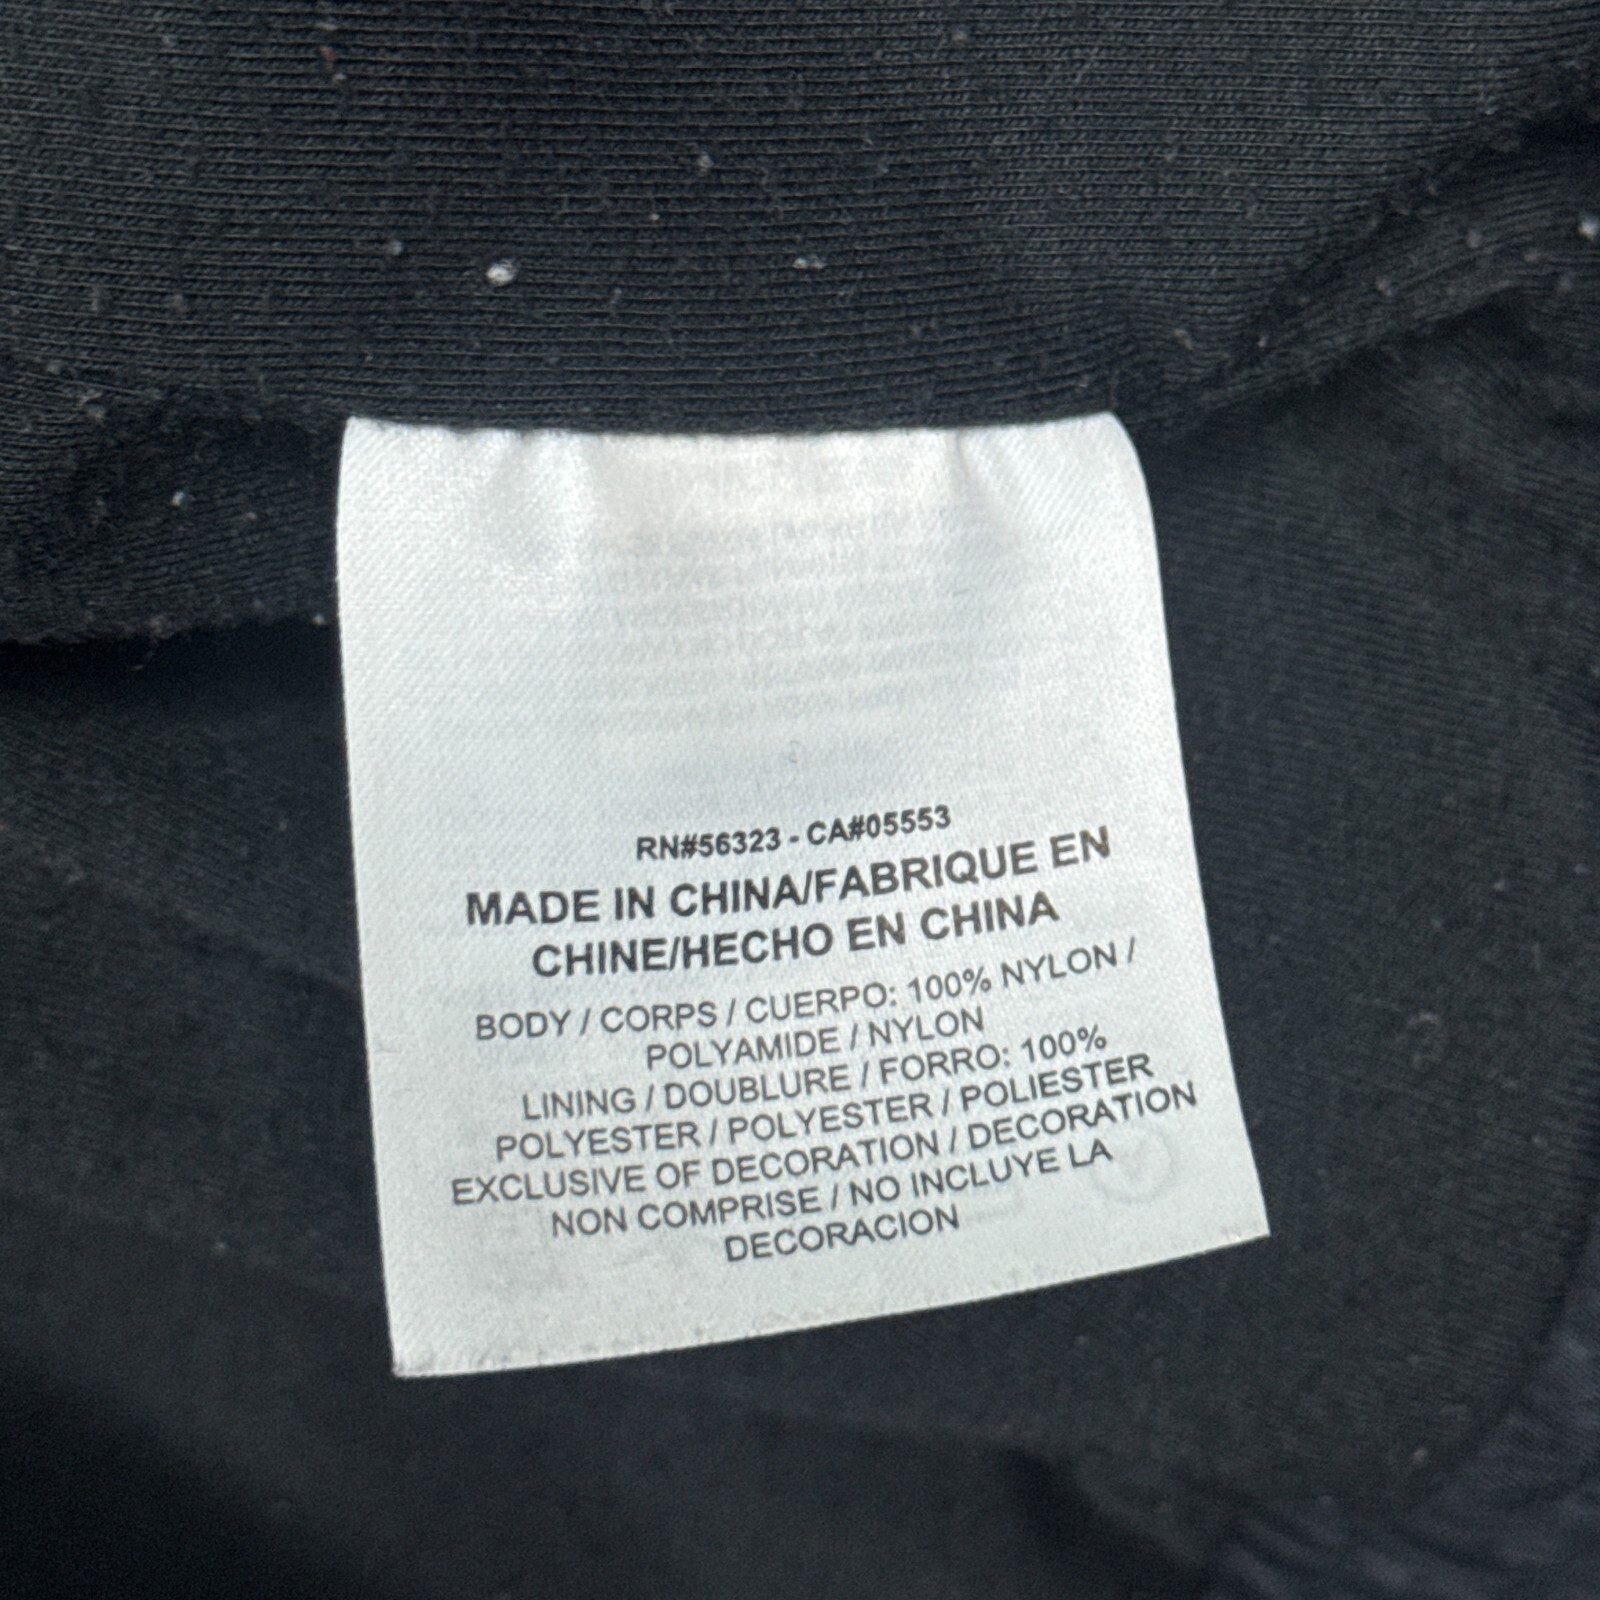 RN#56323 - CA#05553
MADE IN CHINA/FABRIQUE EN
CHINE/HECHO EN CHINA
BODY / CORPS / CUERPO: 100% NYLON /
POLYAMIDE / NYLON
LINING / DOUBLURE / FORRO: 100%
POLYESTER / POLYESTER / POLIESTER
EXCLUSIVE OF DECORATION / DECORATION
NON COMPRISE / NO INCLUYE LA
DECORACION